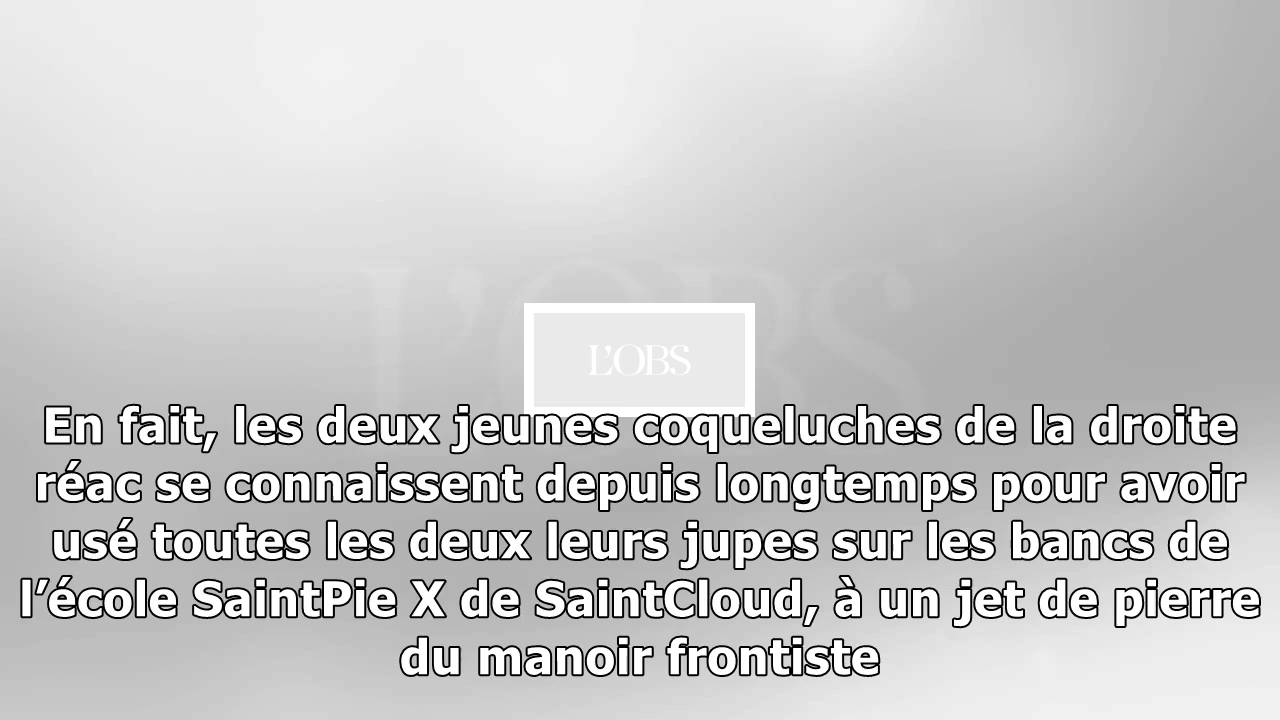 L'OBS
L'OBS
En fait, les deux jeunes coqueluches de la droite
réac se connaissent depuis longtemps pour avoir
usé toutes les deux leurs jupes sur les bancs de
l’école SaintPie X de SaintCloud, à un jet de pierre
du manoir frontiste